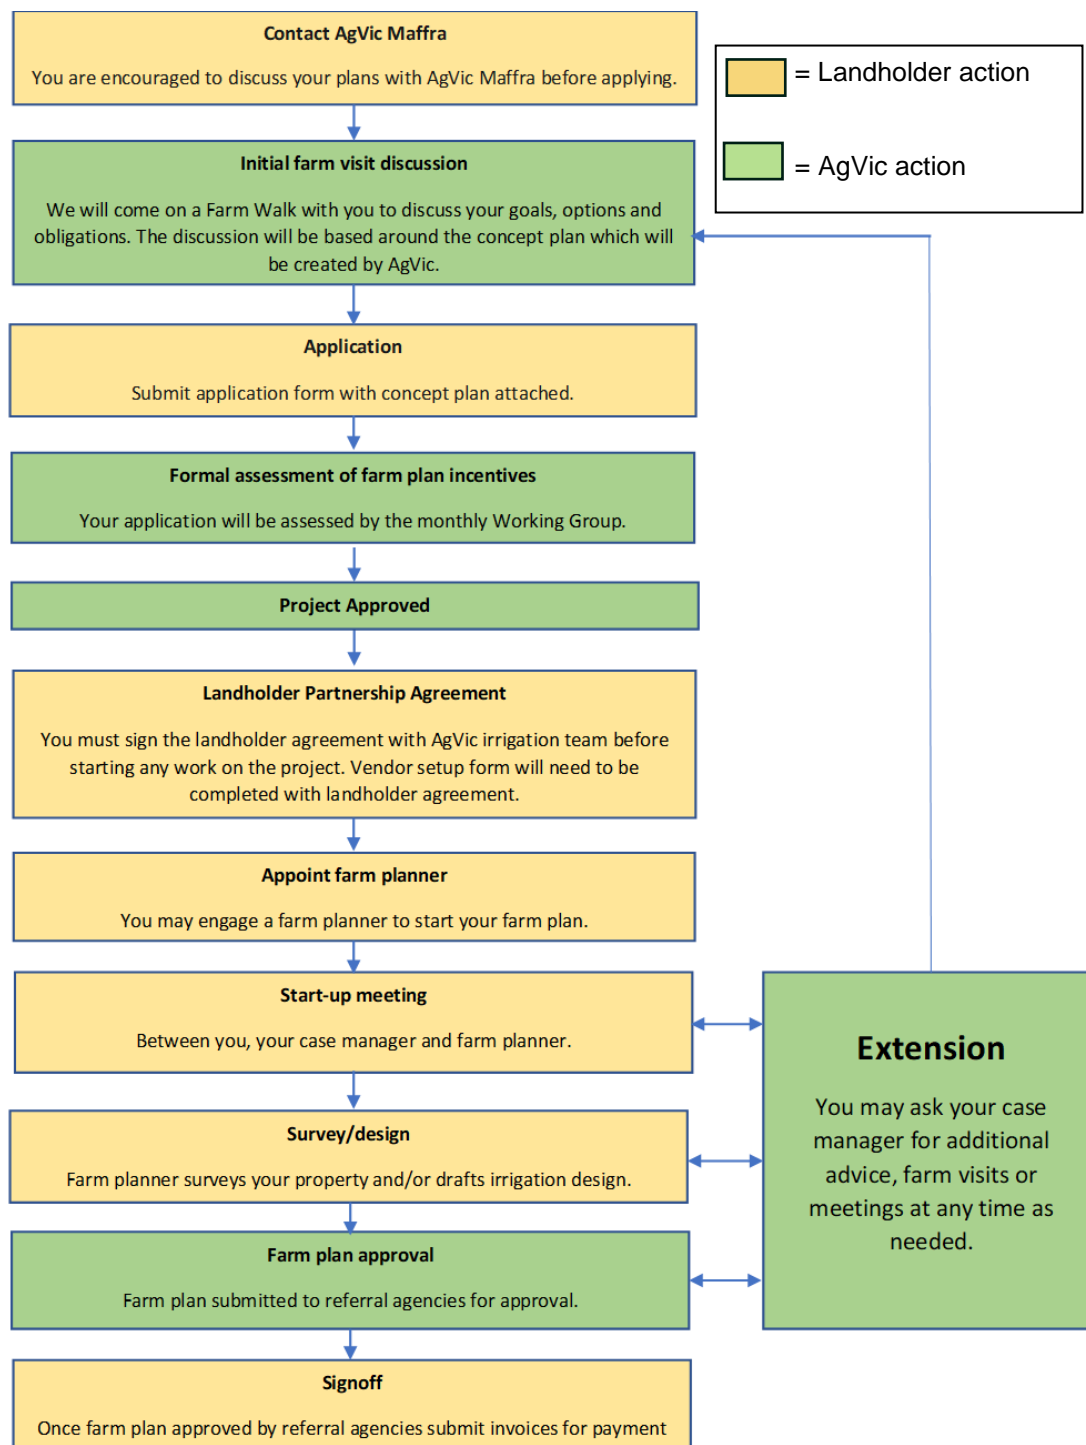 Contact AgVic Maffra
You are encouraged to discuss your plans with AgVic Maffra before applying.
= Landholder action
= AgVic action
Initial farm visit discussion
We will come on a Farm Walk with you to discuss your goals, options and
obligations. The discussion will be based around the concept plan which will
be created by AgVic.
Application
Submit application form with concept plan attached.
Formal assessment of farm plan incentives
Your application will be assessed by the monthly Working Group.
Project Approved
Landholder Partnership Agreement
You must sign the landholder agreement with AgVic irrigation team before
starting any work on the project. Vendor setup form will need to be
completed with landholder agreement.
Appoint farm planner
You may engage a farm planner to start your farm plan.
Start-up meeting
Between you, your case manager and farm planner.
Survey/design
Farm planner surveys your property and/or drafts irrigation design.
Farm plan approval
Farm plan submitted to referral agencies for approval.
Signoff
Once farm plan approved by referral agencies submit invoices for payment
Extension
You may ask your case
manager for additional
advice, farm visits or
meetings at any time as
needed.